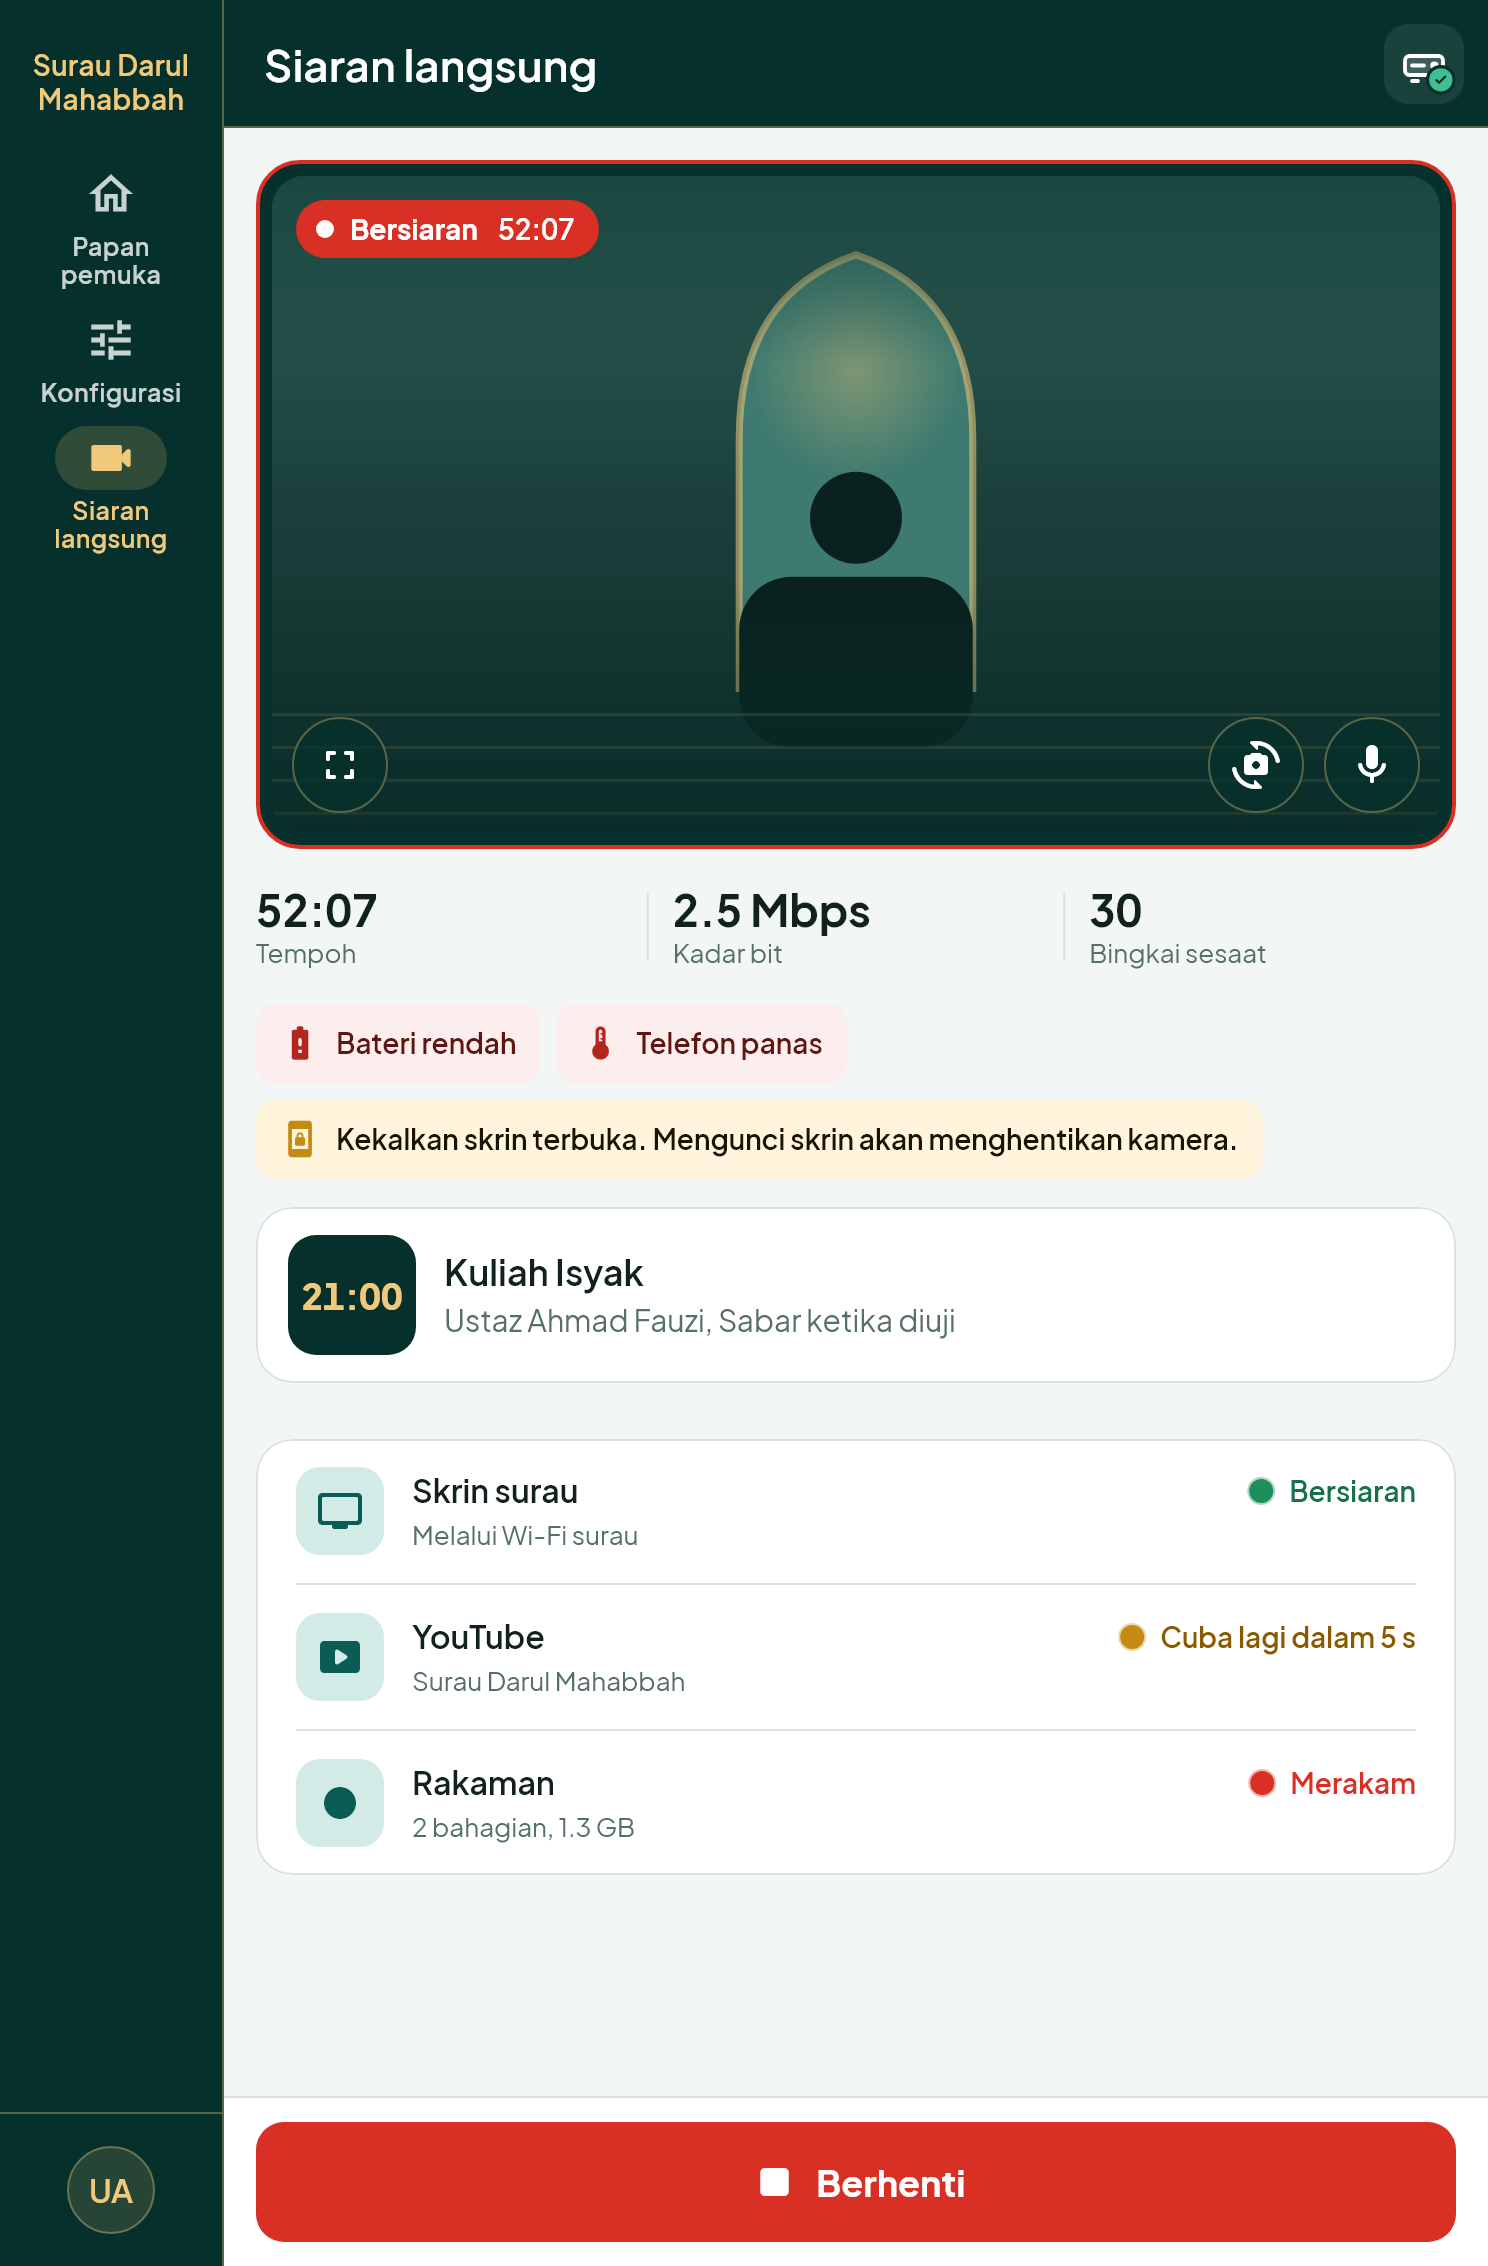 Surau Darul
Mahabbah
Papan
pemuka
Konfigurasi
Siaran
langsung
UA
Siaran langsung
Bersiaran 52:07
52:07
Tempoh
2.5 Mbps
Kadar bit
30
Bingkai sesaat
Bateri rendah
Telefon panas
Kekalkan skrin terbuka. Mengunci skrin akan menghentikan kamera.
21:00
Kuliah Isyak
Ustaz Ahmad Fauzi, Sabar ketika diuji
Skrin surau
Bersiaran
Melalui Wi-Fi surau
YouTube
Cuba lagi dalam 5 s
Surau Darul Mahabbah
Rakaman
Merakam
2 bahagian, 1.3 GB
Berhenti